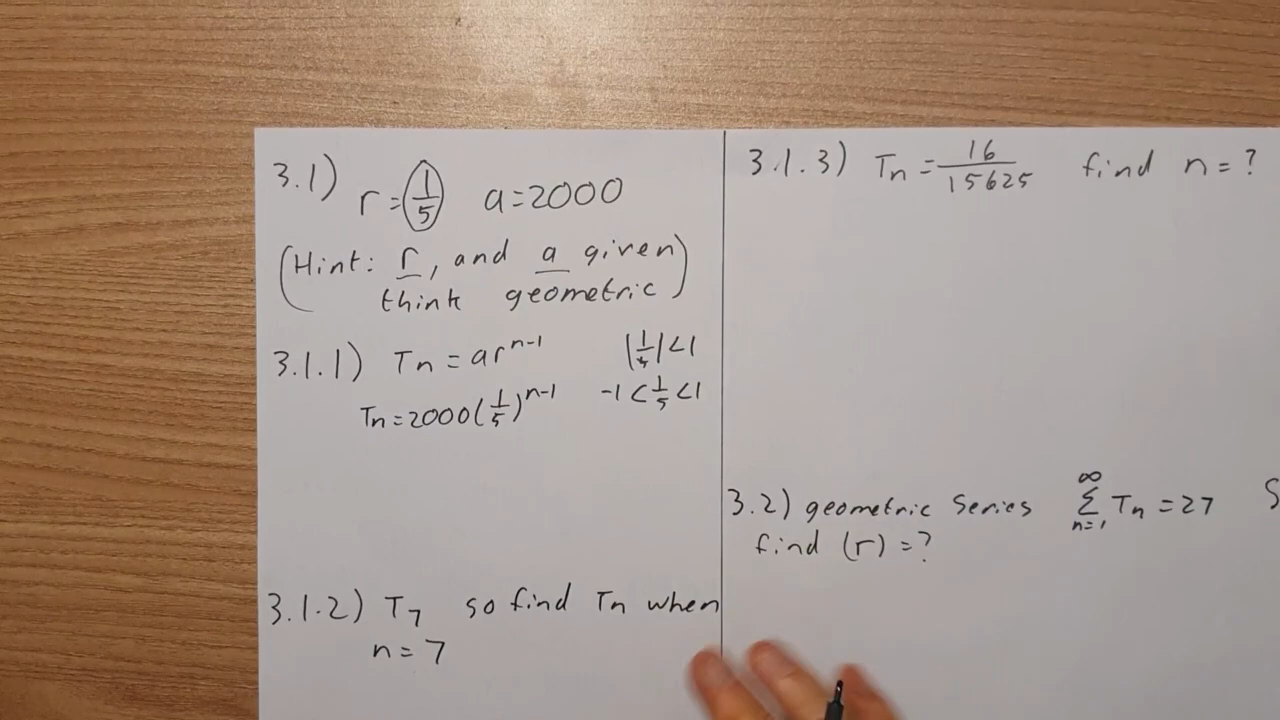 3.1) r = 1/5 a = 2000
(Hint: r, and a given
think geometric)
3.1.1) Tn = ar^(n-1) |1/5| < 1
Tn = 2000(1/5)^(n-1) -1 < 1/5 < 1
3.1.2) T7 so find Tn when
n = 7
3.1.3) Tn = 16/15625 find n = ?
3.2) geometric series ∞ Σ n=1 Tn = 27 S
find (r) = ?